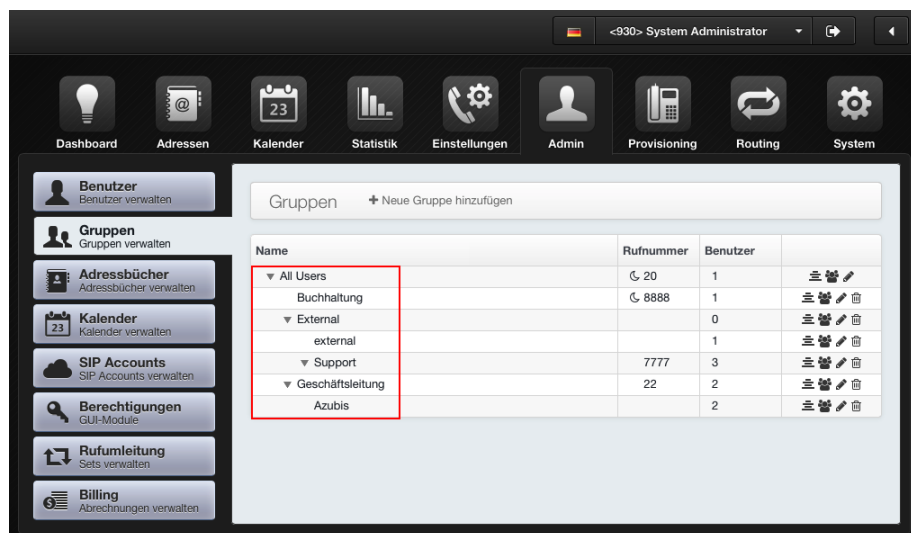 <930> System Administrator
23
@
Dashboard Adressen Kalender Statistik Einstellungen Admin Provisioning Routing System
Benutzer
Benutzer verwalten
Gruppen
Gruppen verwalten
Adressbücher
Adressbücher verwalten
23
Kalender
Kalender verwalten
SIP Accounts
SIP Accounts verwalten
Berechtigungen
GUI-Module
Rufumleitung
Sets verwalten
Billing
Abrechnungen verwalten
Gruppen + Neue Gruppe hinzufügen
Name Rufnummer Benutzer
All Users 20 1
Buchhaltung 8888 1
External 0
external 1
Support 7777 3
Geschäftsleitung 22 2
Azubis 2